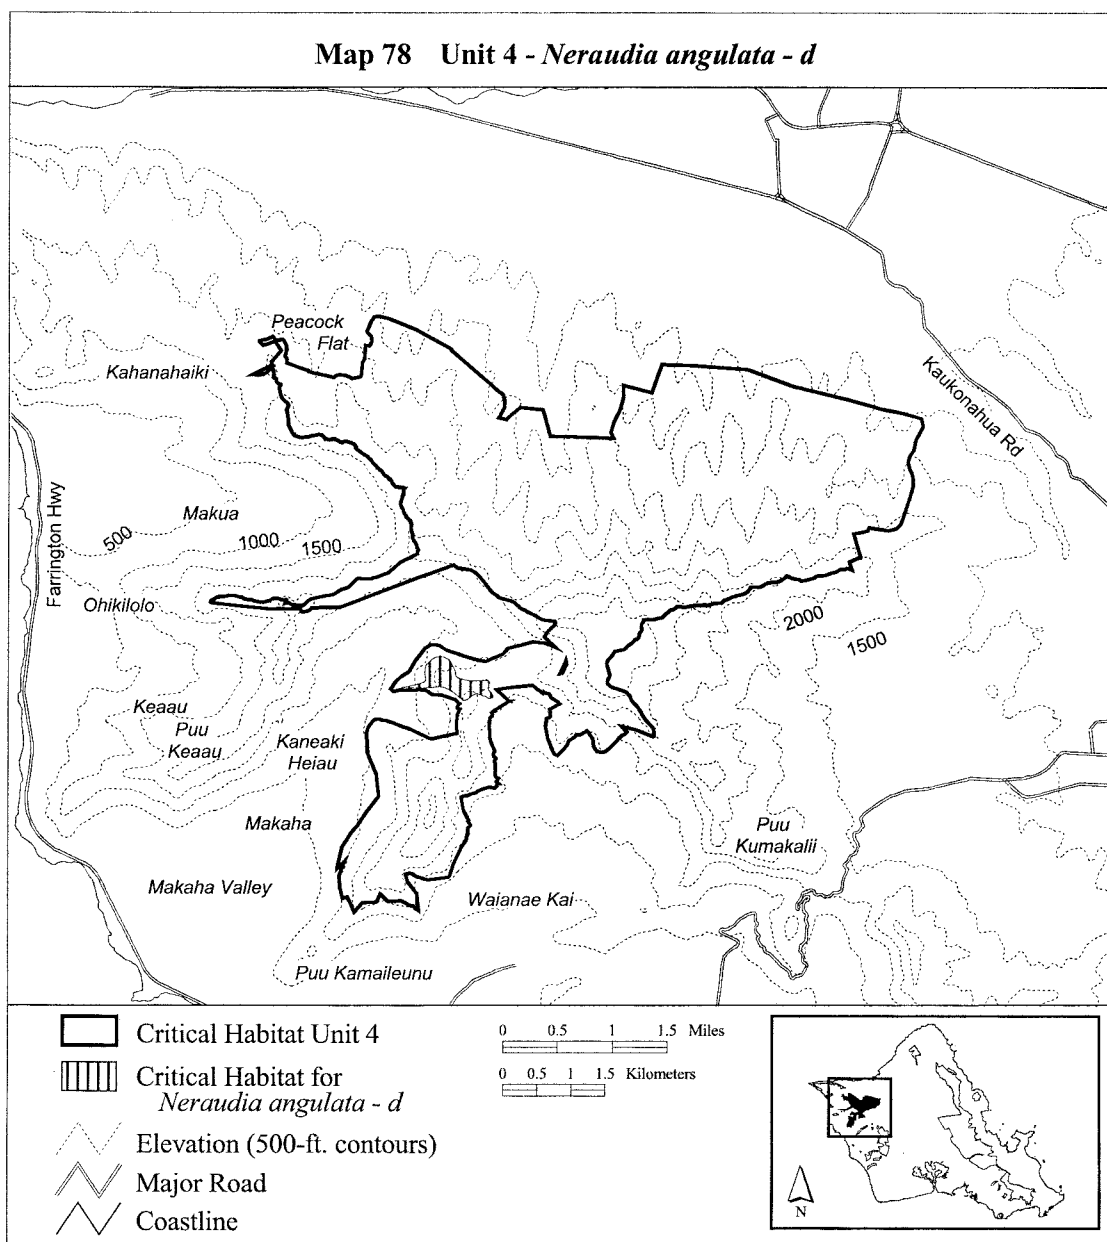 Map 78 Unit 4 - Neraudia angulata - d
Peacock
Flat
Kahanahaiki
Kaukonahua Rd
Makua
Farrington Hwy
500
1000
1500
Ohikilolo
2000
1500
Keaau
Puu
Keaau
Kaneaki
Heiau
Makaha
Puu
Kumakalii
Makaha Valley
Waianae Kai
Puu Kamaileunu
Critical Habitat Unit 4
Critical Habitat for
Neraudia angulata - d
Elevation (500-ft. contours)
Major Road
Coastline
0 0.5 1 1.5 Miles
0 0.5 1 1.5 Kilometers
N